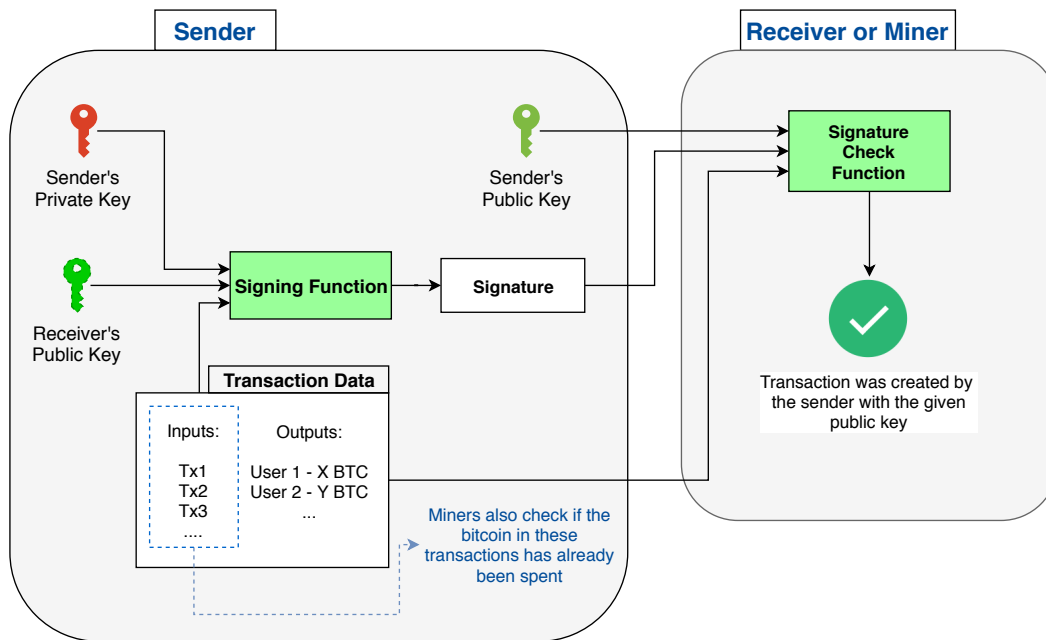 Sender
Receiver or Miner
Sender's
Private Key
Sender's
Public Key
Signature
Check
Function
Receiver's
Public Key
Signing Function
Signature
Transaction was created by
the sender with the given
public key
Transaction Data
Inputs:
Tx1
Tx2
Tx3
....
Outputs:
User 1 - X BTC
User 2 - Y BTC
...
Miners also check if the
bitcoin in these
transactions has already
been spent